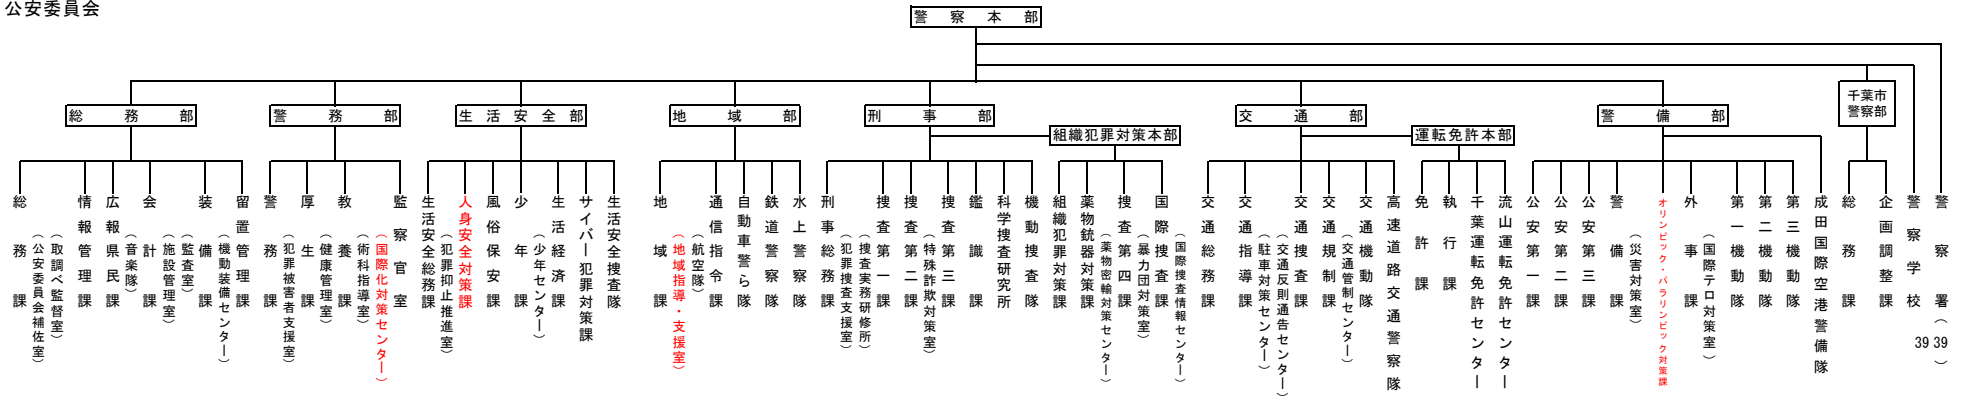 公安委員会
警察本部
総務部
警務部
生活安全部
地域部
刑事部
組織犯罪対策本部
交通部
運転免許本部
警備部
千葉市
警察部
総務課
（公安委員会補佐室）
（取調べ監督室）
情報管理課
広報県民課
（音楽隊）
会計課
（施設管理室）
（監査室）
装備課
（機動装備センター）
留置管理課
警務課
（犯罪被害者支援室）
厚生課
（健康管理室）
教養課
（術科指導室）
（国際化対策センター）
監察官室
生活安全総務課
（犯罪抑止推進室）
人身安全対策課
風俗保安課
少年課
（少年センター）
生活経済課
サイバー犯罪対策課
生活安全捜査隊
地域課
（地域指導・支援室）
（航空隊）
通信指令課
自動車警ら隊
鉄道警察隊
水上警察隊
刑事総務課
（犯罪捜査支援室）
（捜査実務研修所）
捜査第一課
捜査第二課
（特殊詐欺対策室）
捜査第三課
鑑識課
科学捜査研究所
機動捜査隊
組織犯罪対策課
薬物銃器対策課
（薬物密輸対策センター）
捜査第四課
（暴力団対策室）
国際捜査課
（国際捜査情報センター）
交通総務課
交通指導課
（駐車対策センター）
（交通反則通告センター）
交通捜査課
交通規制課
（交通管制センター）
交通機動隊
高速道路交通警察隊
免許課
執行課
千葉運転免許センター
流山運転免許センター
公安第一課
公安第二課
公安第三課
警備課
（災害対策室）
オリンピック・パラリンピック対策課
外事課
（国際テロ対策室）
第一機動隊
第二機動隊
第三機動隊
成田国際空港警備隊
総務課
企画調整課
警察学校
39
警察署（39）